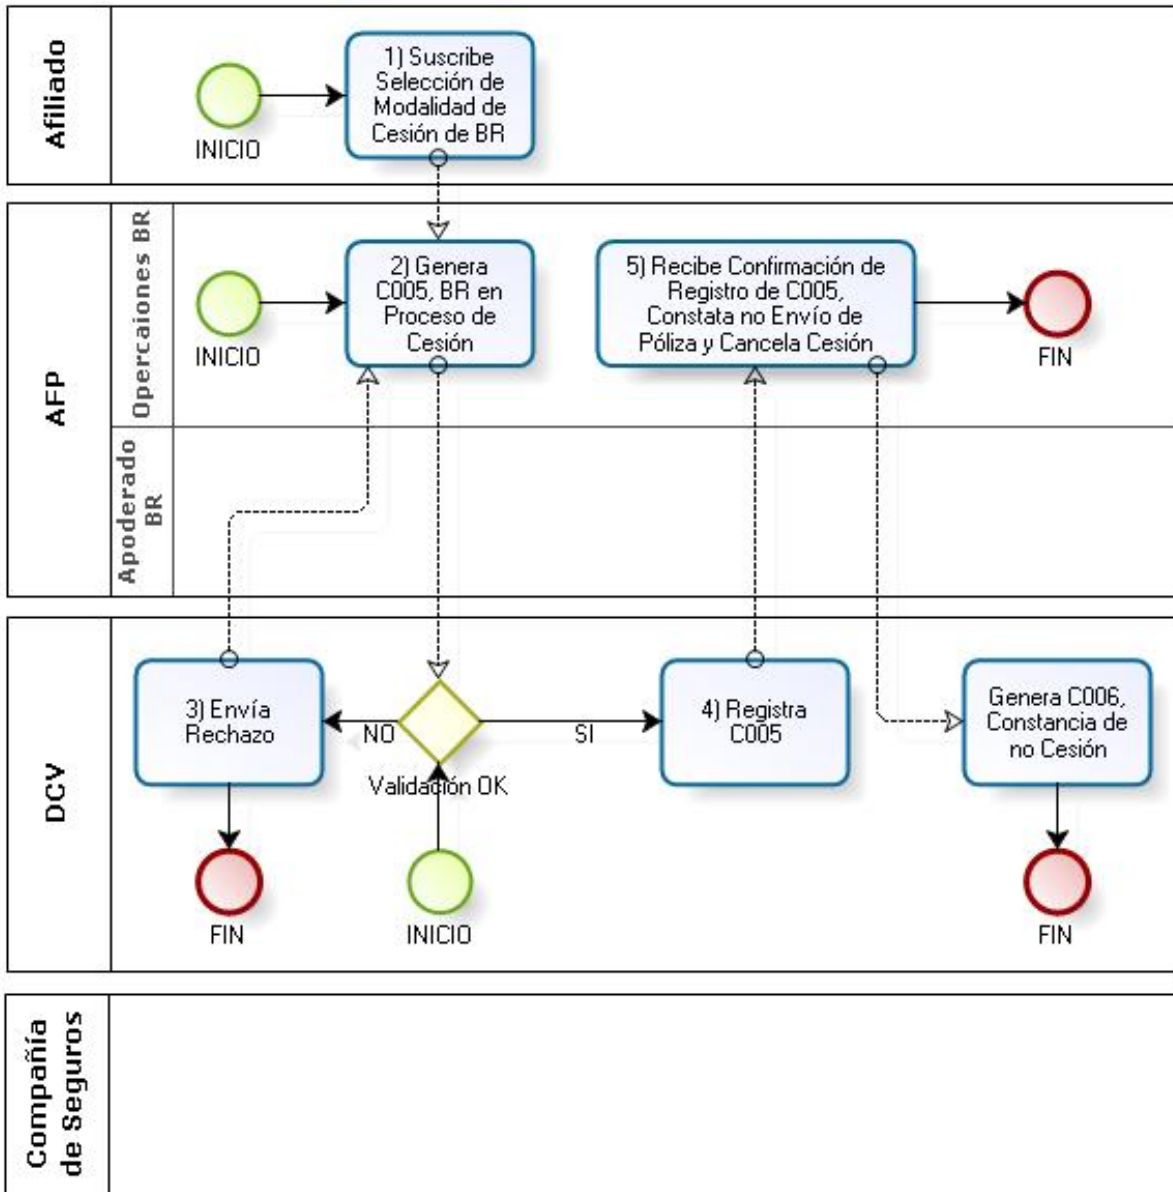 Afiliado
INICIO
1) Suscribe
Selección de
Modalidad de
Cesión de BR
AFP
Opercaiones BR
INICIO
2) Genera
C005, BR en
Proceso de
Cesión
5) Recibe Confirmación de
Registro de C005,
Constata no Envío de
Póliza y Cancela Cesión
FIN
Apoderado
BR
DCV
3) Envía
Rechazo
NO
Validación OK
SI
4) Registra
C005
Genera C006,
Constancia de
no Cesión
FIN
INICIO
FIN
Compañía
de Seguros